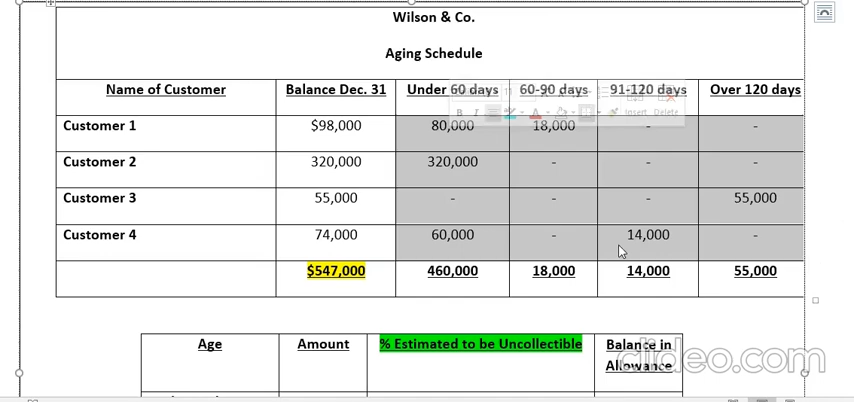 Wilson & Co.
Aging Schedule
Name of Customer Balance Dec. 31 Under 60 days 60-90 days 91-120 days Over 120 days
Customer 1 $98,000 80,000 18,000 - -
Customer 2 320,000 320,000 - - -
Customer 3 55,000 - - - 55,000
Customer 4 74,000 60,000 - 14,000 -
$547,000 460,000 18,000 14,000 55,000
B I A Insert Delete
Age Amount % Estimated to be Uncollectible Balance in
Allowance
clideo.com